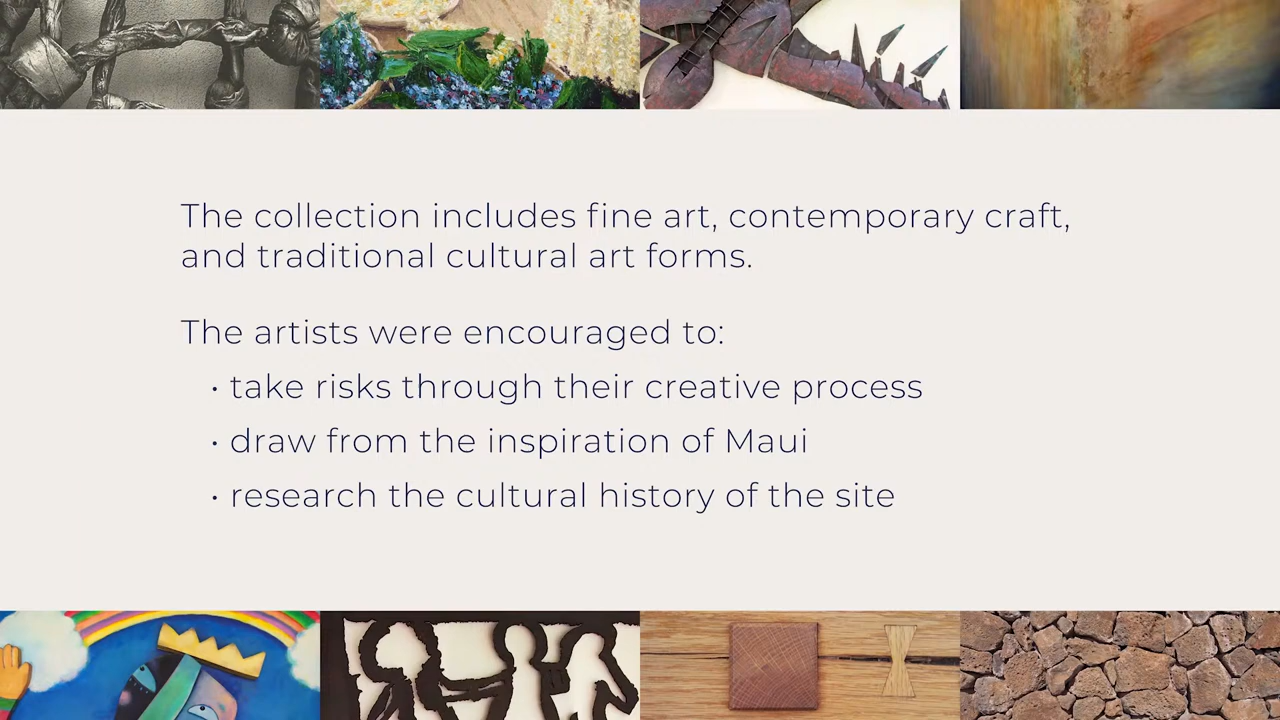 The collection includes fine art, contemporary craft,
and traditional cultural art forms.
The artists were encouraged to:
• take risks through their creative process
• draw from the inspiration of Maui
• research the cultural history of the site